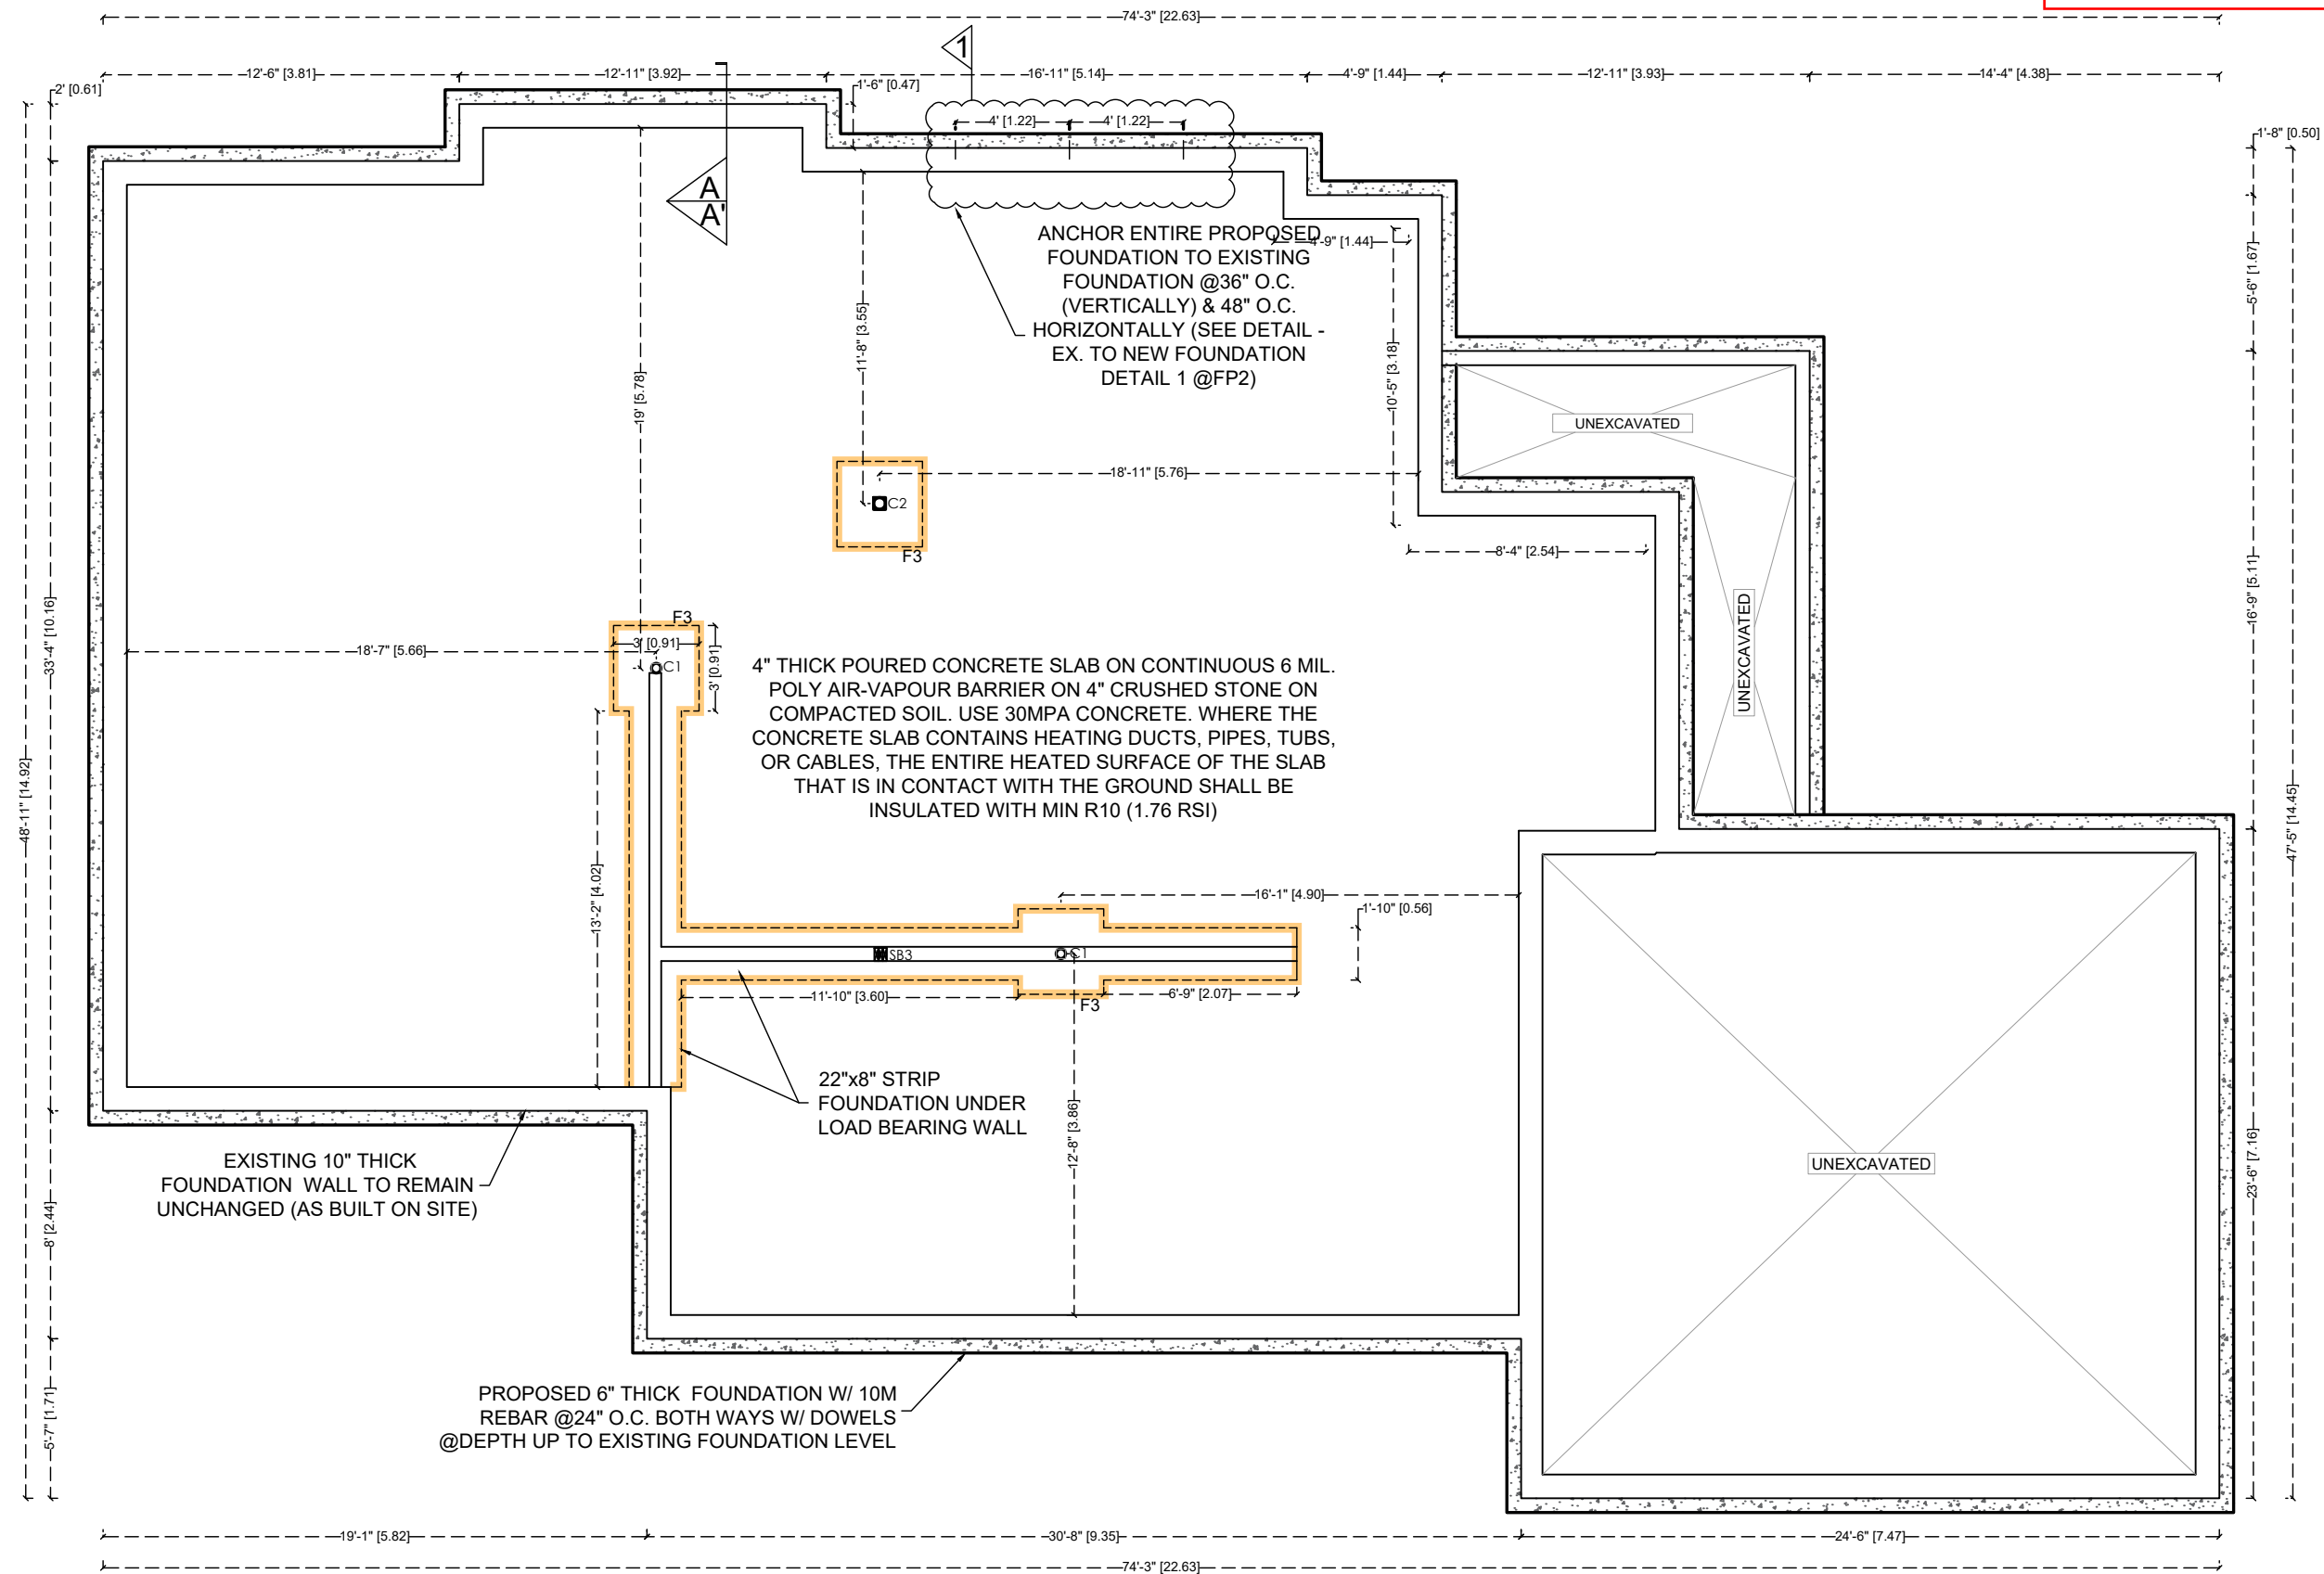 74'-3" [22.63]
12'-6" [3.81]
12'-11" [3.92]
16'-11" [5.14]
4'-9" [1.44]
12'-11" [3.93]
14'-4" [4.38]
2' [0.61]
1'-6" [0.47]
1
4' [1.22]
4' [1.22]
1'-8" [0.50]
A
A'
ANCHOR ENTIRE PROPOSED
FOUNDATION TO EXISTING
FOUNDATION @36" O.C.
(VERTICALLY) & 48" O.C.
HORIZONTALLY (SEE DETAIL -
EX. TO NEW FOUNDATION
DETAIL 1 @FP2)
4'-9" [1.44]
5'-6" [1.67]
11'-8" [3.55]
10'-5" [3.18]
19' [5.78]
UNEXCAVATED
18'-11" [5.76]
C2
F3
8'-4" [2.54]
16'-9" [5.11]
33'-4" [10.16]
UNEXCAVATED
F3
3' [0.91]
18'-7" [5.66]
C1
3' [0.91]
4" THICK POURED CONCRETE SLAB ON CONTINUOUS 6 MIL.
POLY AIR-VAPOUR BARRIER ON 4" CRUSHED STONE ON
COMPACTED SOIL. USE 30MPA CONCRETE. WHERE THE
CONCRETE SLAB CONTAINS HEATING DUCTS, PIPES, TUBS,
OR CABLES, THE ENTIRE HEATED SURFACE OF THE SLAB
THAT IS IN CONTACT WITH THE GROUND SHALL BE
INSULATED WITH MIN R10 (1.76 RSI)
48'-11" [14.92]
47'-5" [14.45]
13'-2" [4.02]
16'-1" [4.90]
1'-10" [0.56]
SB3
C1
11'-10" [3.60]
6'-9" [2.07]
F3
22"x8" STRIP
FOUNDATION UNDER
LOAD BEARING WALL
12'-8" [3.86]
EXISTING 10" THICK
FOUNDATION WALL TO REMAIN
UNCHANGED (AS BUILT ON SITE)
UNEXCAVATED
23'-6" [7.16]
8' [2.44]
PROPOSED 6" THICK FOUNDATION W/ 10M
REBAR @24" O.C. BOTH WAYS W/ DOWELS
@DEPTH UP TO EXISTING FOUNDATION LEVEL
5'-7" [1.71]
19'-1" [5.82]
30'-8" [9.35]
24'-6" [7.47]
74'-3" [22.63]